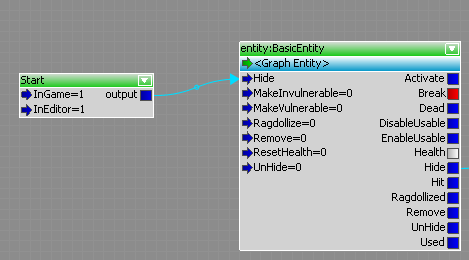 Start
InGame=1 output
InEditor=1
entity:BasicEntity
<Graph Entity>
Hide Activate
MakeInvulnerable=0 Break
MakeVulnerable=0 Dead
Ragdollize=0 DisableUsable
Remove=0 EnableUsable
ResetHealth=0 Health
UnHide=0 Hide
Hit
Ragdollized
Remove
UnHide
Used